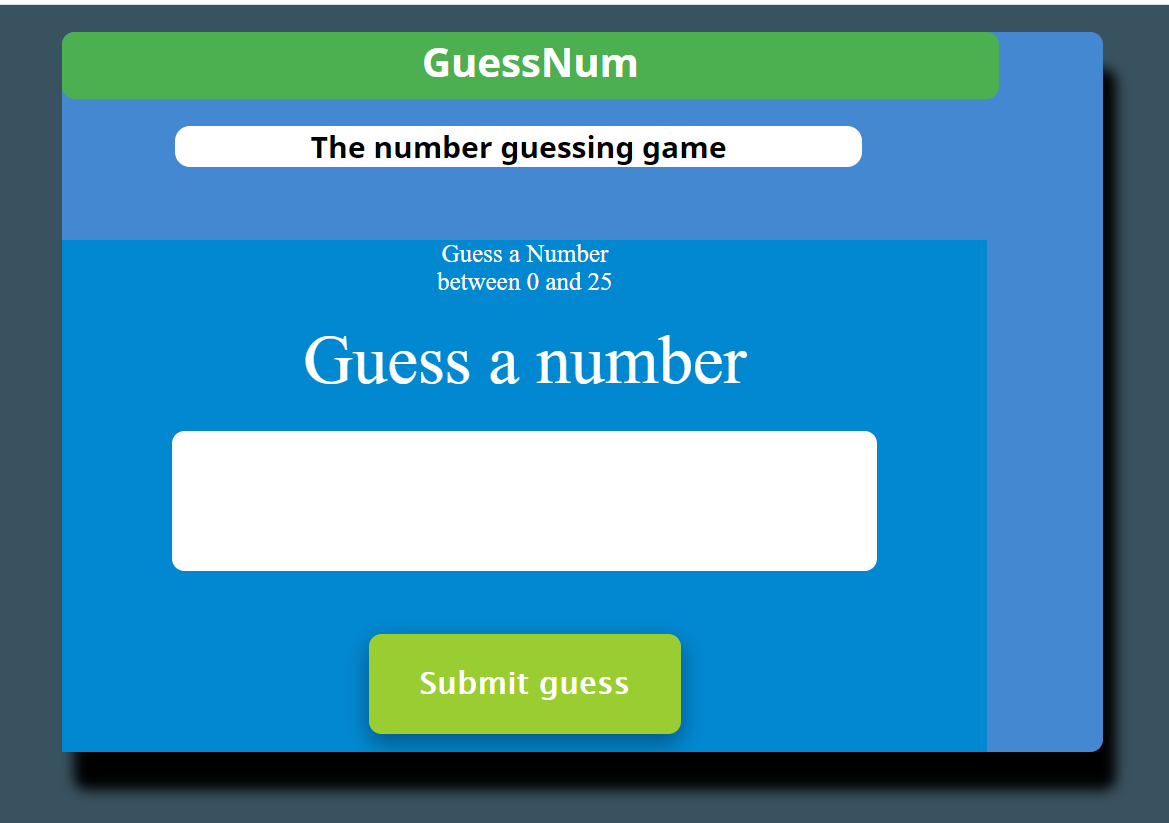 GuessNum
The number guessing game
Guess a Number
between 0 and 25
Guess a number
Submit guess